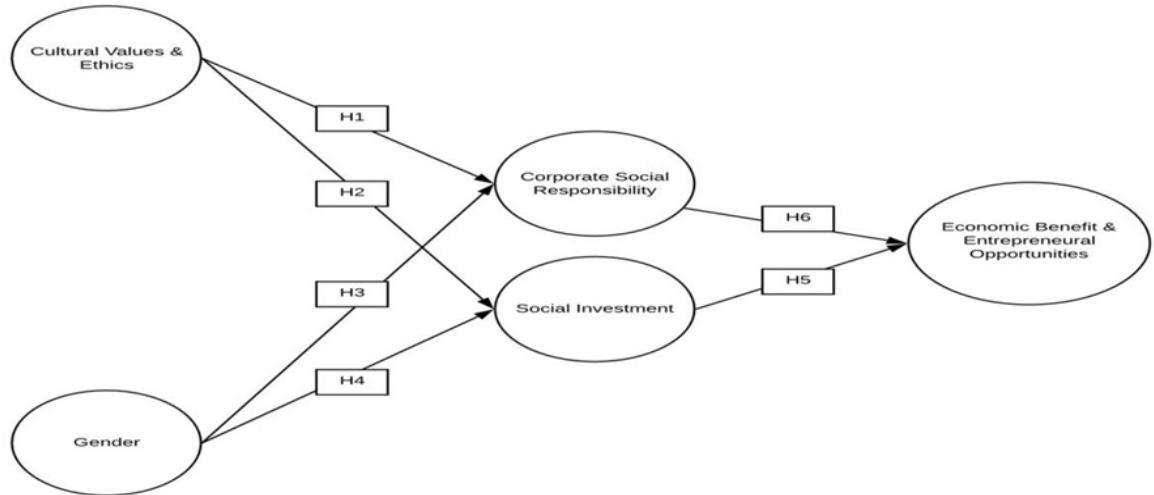 Cultural Values &
Ethics
H1
H2
Corporate Social
Responsibility
H6
Economic Benefit &
Entrepreneural
Opportunities
H3
Social Investment
H5
H4
Gender